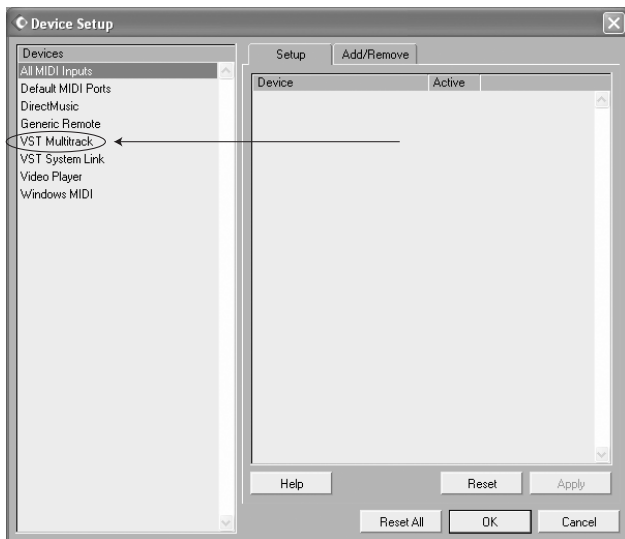 Device Setup
Devices
All MIDI Inputs
Default MIDI Ports
DirectMusic
Generic Remote
VST Multitrack
VST System Link
Video Player
Windows MIDI
Setup Add/Remove
Device Active
Help Reset Apply
Reset All OK Cancel